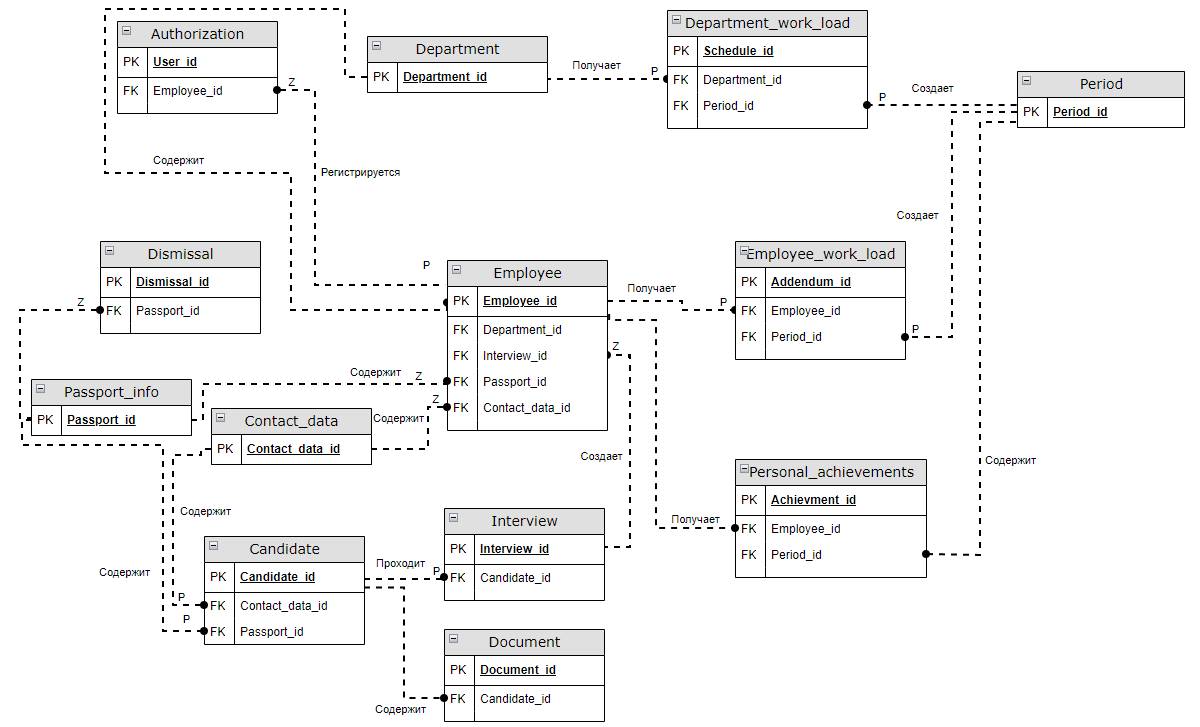 Authorization
PK User_id
FK Employee_id
Z
Department
PK Department_id
Получает
P
Department_work_load
PK Schedule_id
FK Department_id
FK Period_id
P
Создает
Period
PK Period_id
Содержит
Регистрируется
P
Создает
Dismissal
PK Dismissal_id
FK Passport_id
Z
Employee
PK Employee_id
FK Department_id
FK Interview_id
FK Passport_id
FK Contact_data_id
Получает
P
Z
Employee_work_load
PK Addendum_id
FK Employee_id
FK Period_id
P
Passport_info
PK Passport_id
Содержит
Z
Contact_data
PK Contact_data_id
Содержит
Z
Создает
Содержит
Personal_achievements
PK Achievment_id
FK Employee_id
FK Period_id
Получает
Содержит
Содержит
P
P
Candidate
PK Candidate_id
FK Contact_data_id
FK Passport_id
Проходит
P
Interview
PK Interview_id
FK Candidate_id
Document
PK Document_id
FK Candidate_id
Содержит